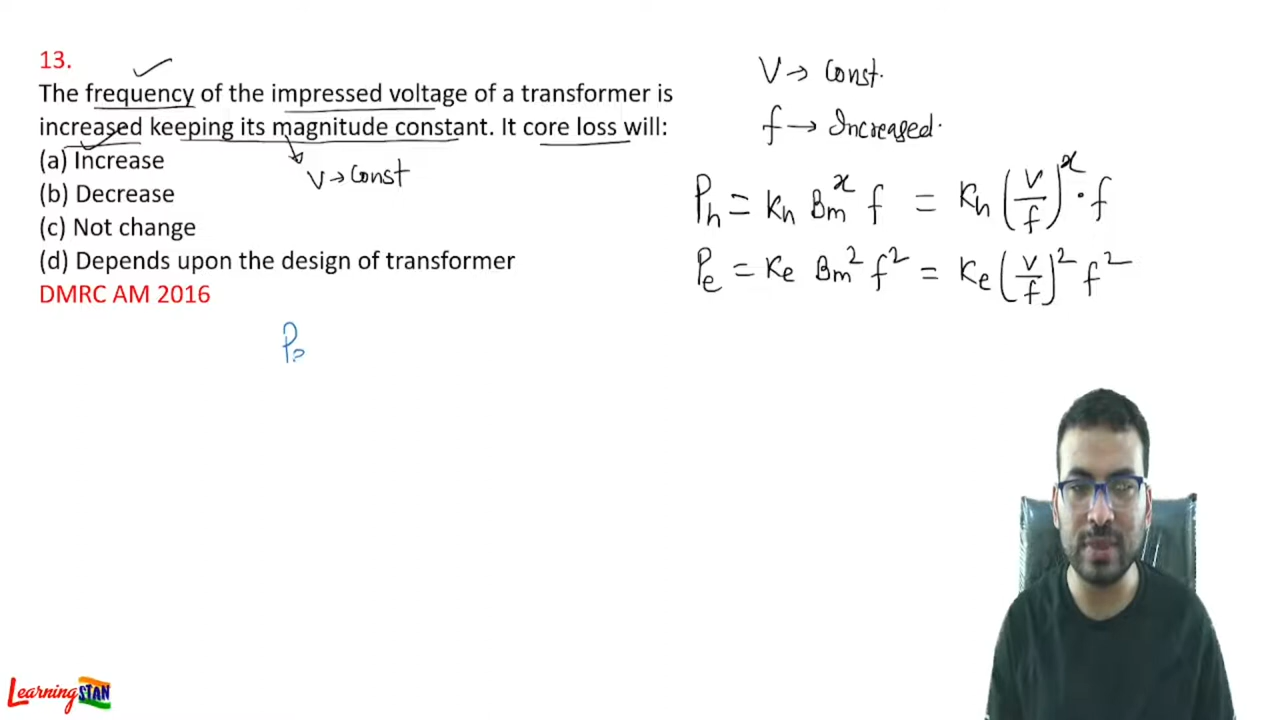 13.
The frequency of the impressed voltage of a transformer is
increased keeping its magnitude constant. It core loss will:
(a) Increase
(b) Decrease
(c) Not change
(d) Depends upon the design of transformer
DMRC AM 2016
V → Const
V → Const.
f → Increased.
Ph = Kh Bm^x f = Kh (V/f)^x · f
Pe = Ke Bm^2 f^2 = Ke (V/f)^2 f^2
LearningSTAN